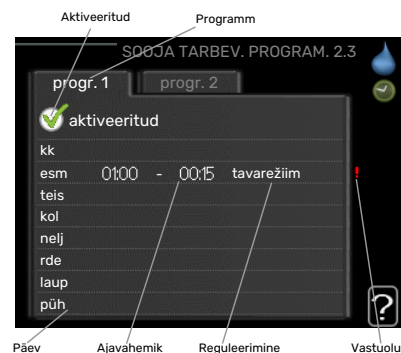 Aktiveeritud
Programm
SOOJA TARBEV. PROGRAM. 2.3
progr. 1
progr. 2
aktiveeritud
kk
esm 01:00 - 00:15 tavarežiim !
teis
kol
nelj
rde
laup
püh
?
Päev
Ajavahemik
Reguleerimine
Vastuolu